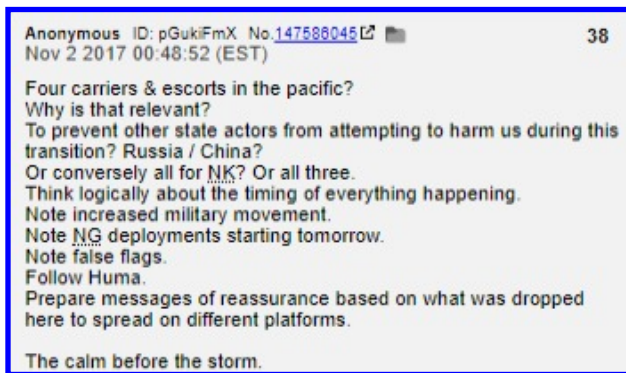 Anonymous ID: pGukiFmX No.147588045 38
Nov 2 2017 00:48:52 (EST)
Four carriers & escorts in the pacific?
Why is that relevant?
To prevent other state actors from attempting to harm us during this
transition? Russia / China?
Or conversely all for NK? Or all three.
Think logically about the timing of everything happening.
Note increased military movement.
Note NG deployments starting tomorrow.
Note false flags.
Follow Huma.
Prepare messages of reassurance based on what was dropped
here to spread on different platforms.
The calm before the storm.